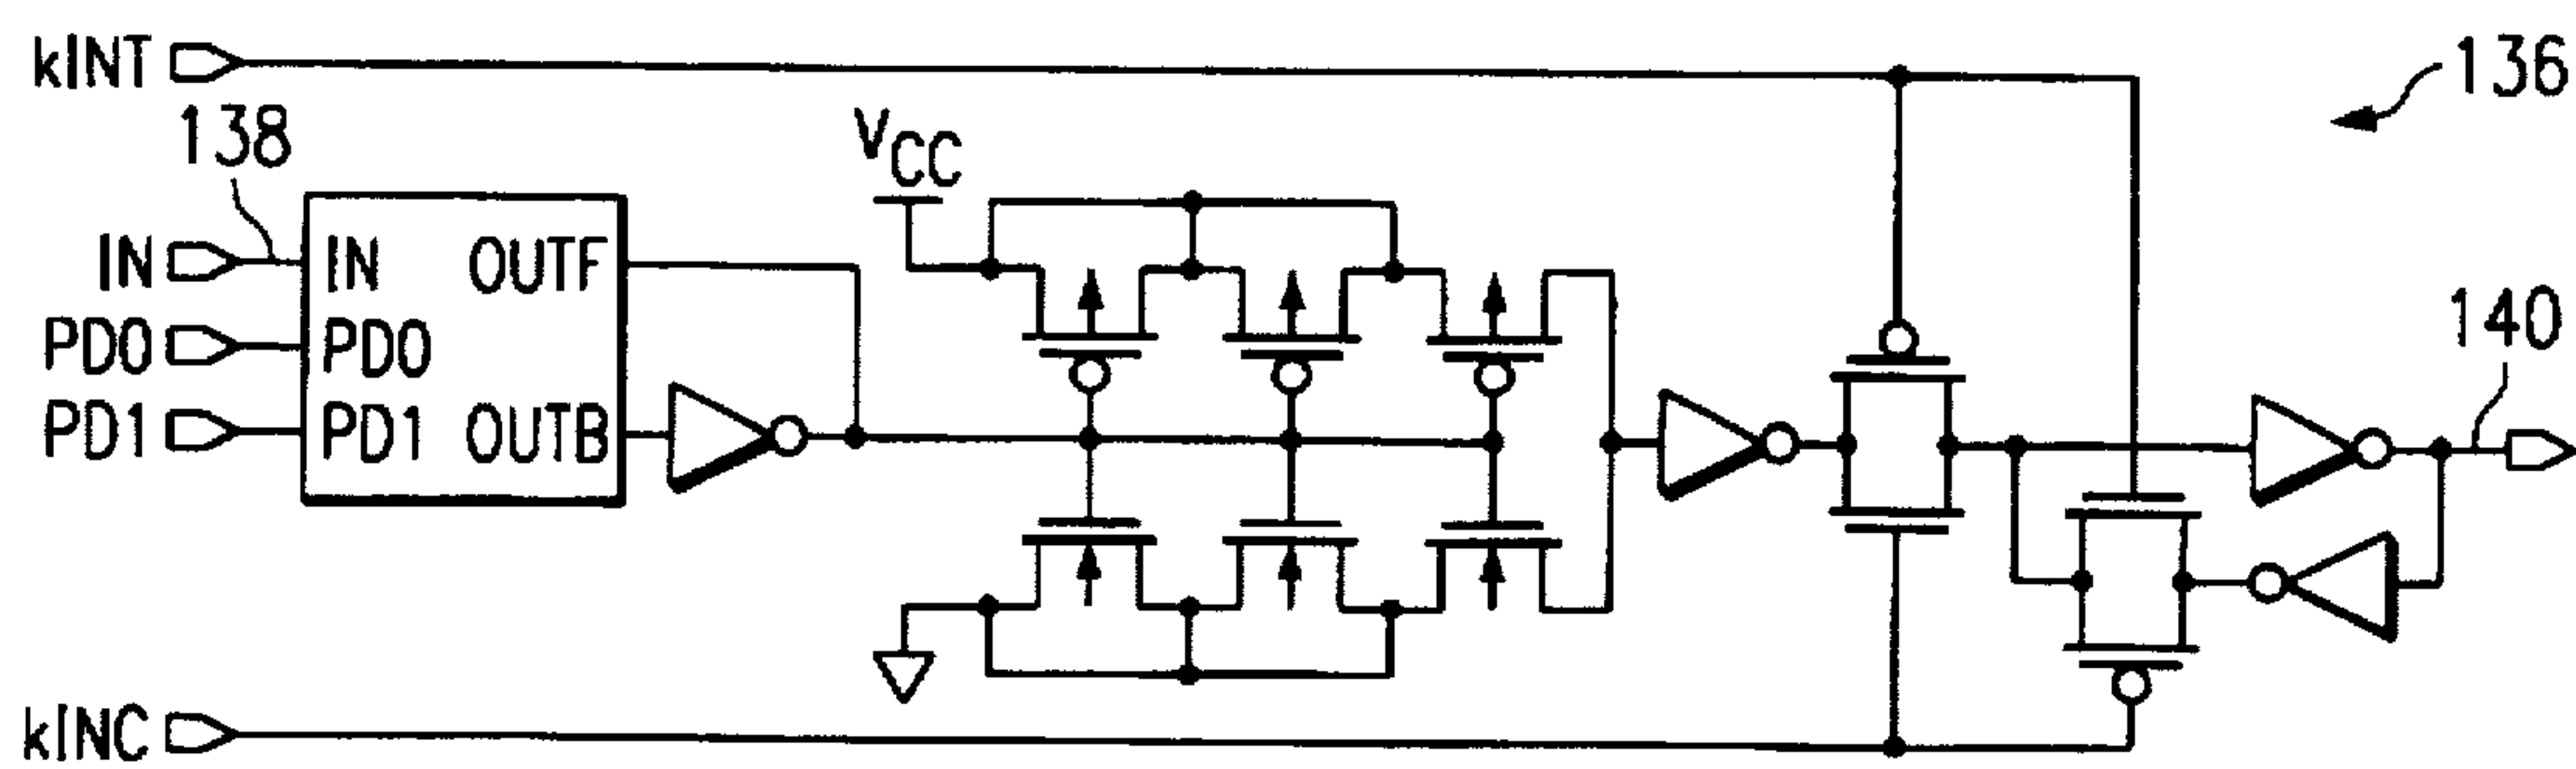 kINT
136
138
VCC
IN
IN OUTF
140
PD0
PD0
PD1
PD1 OUTB
kINC